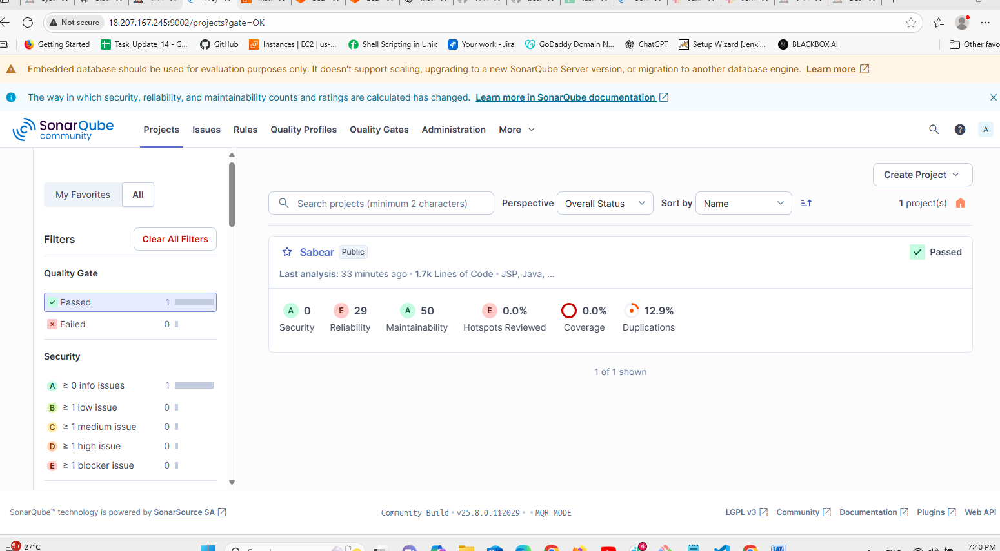 Not secure 18.207.167.245:9002/projects?gate=OK
Getting Started Task_Update_14 - G... GitHub Instances | EC2 | us-... Shell Scripting in Unix Your work - Jira GoDaddy Domain N... ChatGPT Setup Wizard [Jenki... BLACKBOX.AI Other favo
Embedded database should be used for evaluation purposes only. It doesn't support scaling, upgrading to a new SonarQube Server version, or migration to another database engine. Learn more
The way in which security, reliability, and maintainability counts and ratings are calculated has changed. Learn more in SonarQube documentation
SonarQube community
Projects Issues Rules Quality Profiles Quality Gates Administration More A
My Favorites All
Filters Clear All Filters
Quality Gate
Passed 1
Failed 0
Security
A ≥ 0 info issues 1
B ≥ 1 low issue 0
C ≥ 1 medium issue 0
D ≥ 1 high issue 0
E ≥ 1 blocker issue 0
Create Project
Search projects (minimum 2 characters) Perspective Overall Status Sort by Name 1 project(s)
Sabear Public Passed
Last analysis: 33 minutes ago • 1.7k Lines of Code • JSP, Java, ...
A 0 E 29 A 50 E 0.0% 0.0% 12.9%
Security Reliability Maintainability Hotspots Reviewed Coverage Duplications
1 of 1 shown
SonarQube™ technology is powered by SonarSource SA Community Build • v25.8.0.112029 • • MQR MODE LGPL v3 Community Documentation Plugins Web API
9+ 27°C 4 7:40 PM